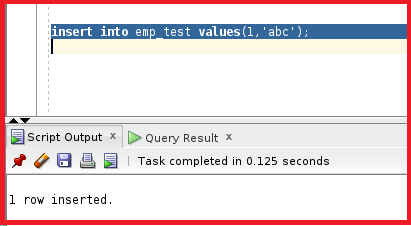 insert into emp_test values(1,'abc');
Script Output x Query Result x
Task completed in 0.125 seconds
1 row inserted.